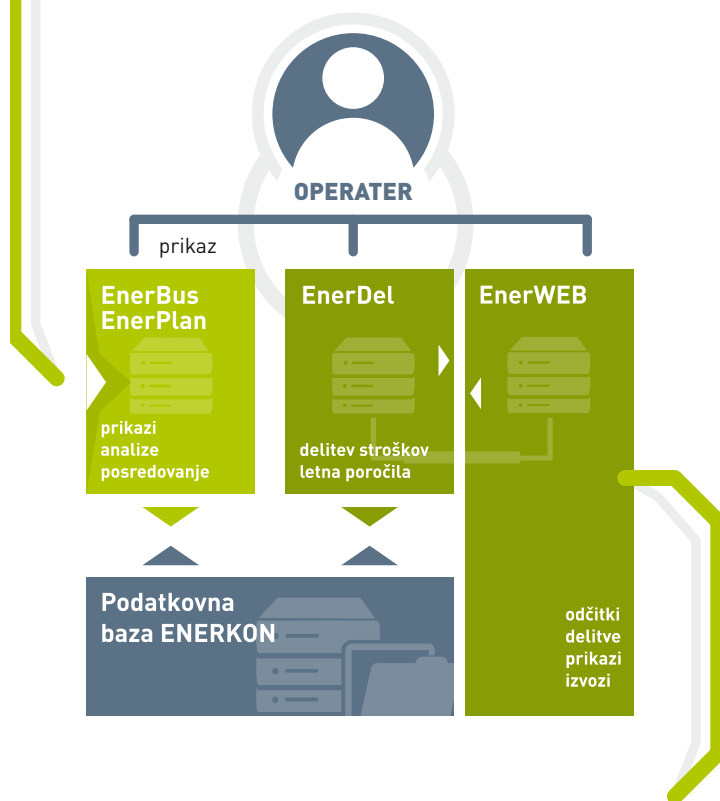 OPERATER
prikaz
EnerBus
EnerPlan
prikazi
analize
posredovanje
EnerDel
delitev stroškov
letna poročila
EnerWEB
odčitki
delitve
prikazi
izvozi
Podatkovna
baza ENERKON